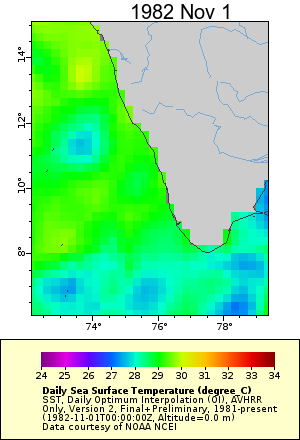 1982 Nov 1
14°
12°
10°
8°
74° 76° 78°
24 25 26 27 28 29 30 31 32 33 34
Daily Sea Surface Temperature (degree_C)
SST, Daily Optimum Interpolation (OI), AVHRR
Only, Version 2, Final+Preliminary, 1981-present
(1982-11-01T00:00:00Z, Altitude=0.0 m)
Data courtesy of NOAA NCEI